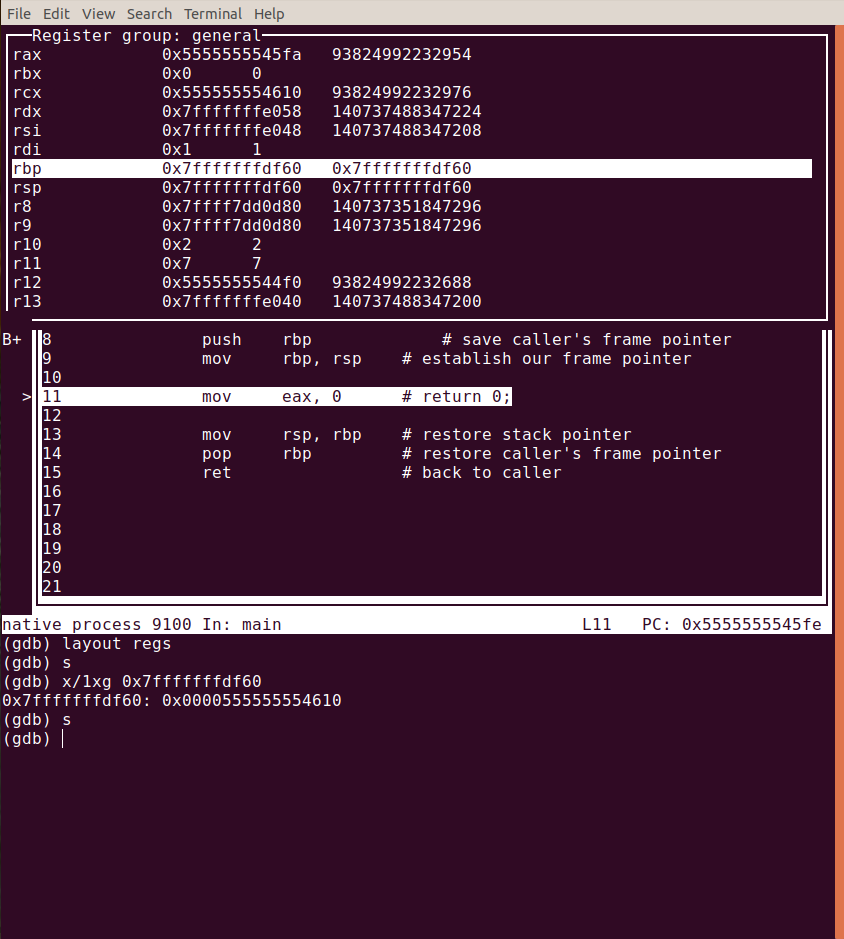 File Edit View Search Terminal Help
Register group: general
rax 0x5555555545fa 93824992232954
rbx 0x0 0
rcx 0x555555554610 93824992232976
rdx 0x7fffffffe058 140737488347224
rsi 0x7fffffffe048 140737488347208
rdi 0x1 1
rbp 0x7fffffffdf60 0x7fffffffdf60
rsp 0x7fffffffdf60 0x7fffffffdf60
r8 0x7ffff7dd0d80 140737351847296
r9 0x7ffff7dd0d80 140737351847296
r10 0x2 2
r11 0x7 7
r12 0x5555555544f0 93824992232688
r13 0x7fffffffe040 140737488347200
B+ 8 push rbp # save caller's frame pointer
9 mov rbp, rsp # establish our frame pointer
10
> 11 mov eax, 0 # return 0;
12
13 mov rsp, rbp # restore stack pointer
14 pop rbp # restore caller's frame pointer
15 ret # back to caller
16
17
18
19
20
21
native process 9100 In: main L11 PC: 0x5555555545fe
(gdb) layout regs
(gdb) s
(gdb) x/1xg 0x7fffffffdf60
0x7fffffffdf60: 0x0000555555554610
(gdb) s
(gdb)